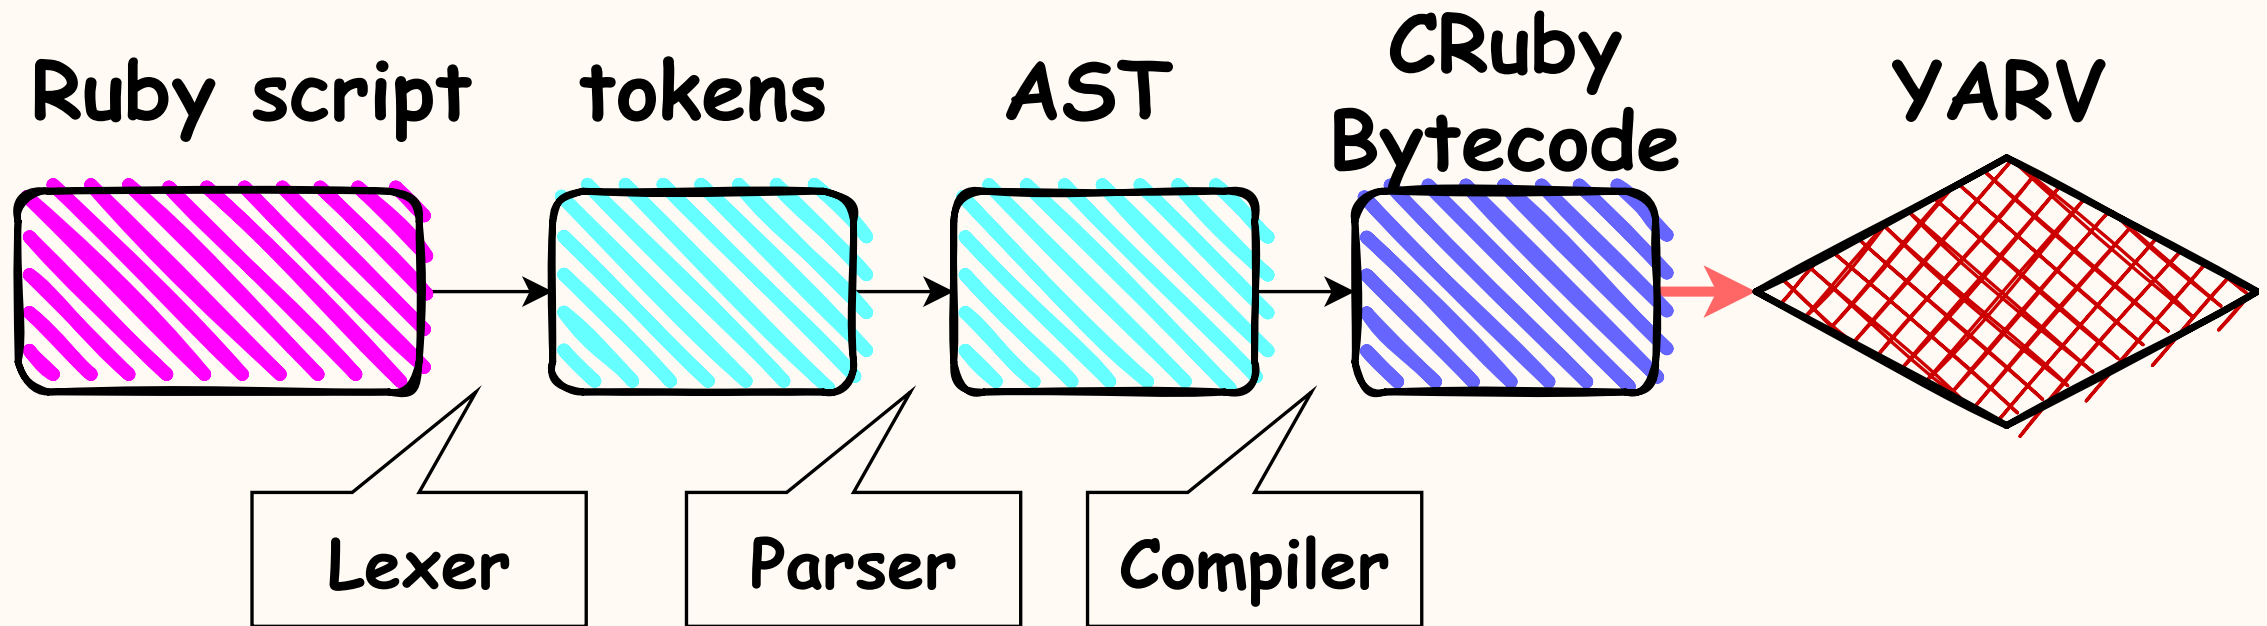 Ruby script
tokens
AST
CRuby
Bytecode
YARV
Lexer
Parser
Compiler